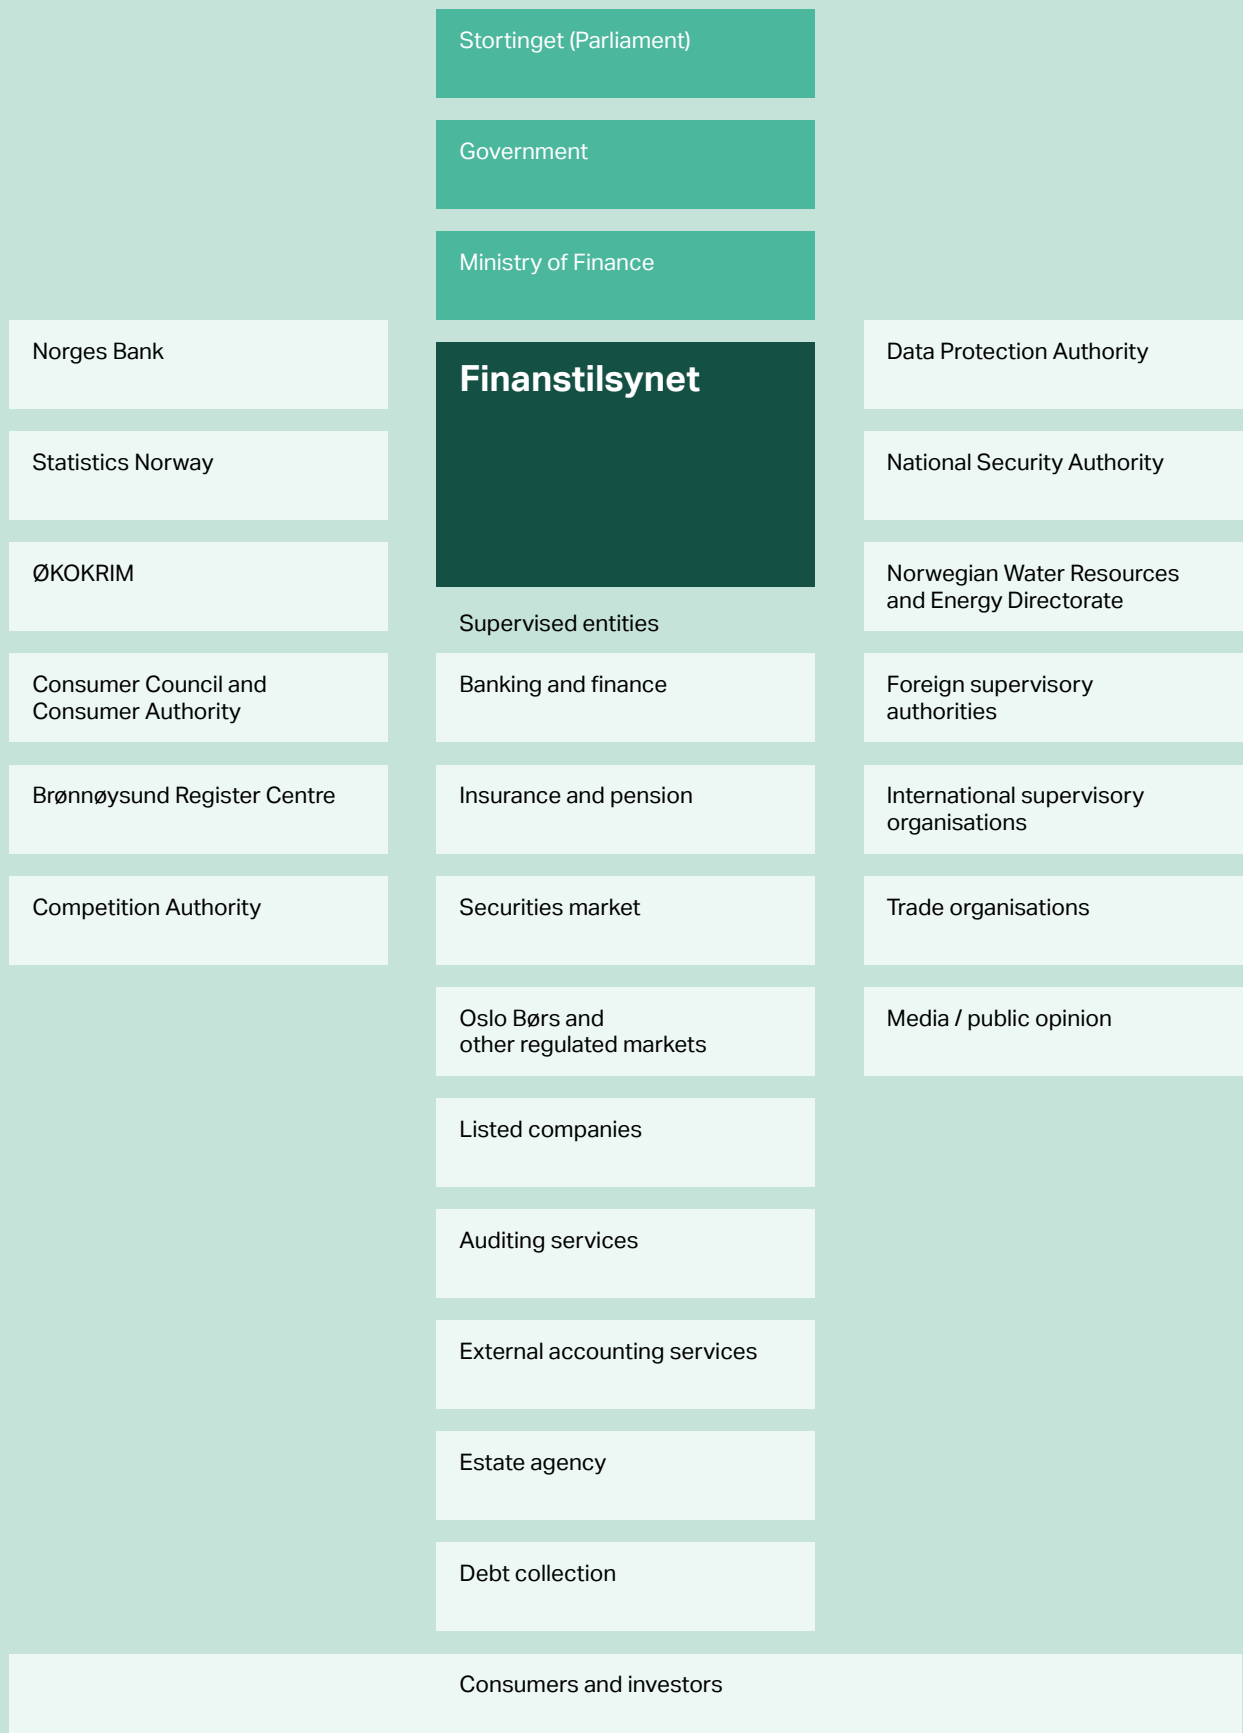 Stortinget (Parliament)
Government
Ministry of Finance
Norges Bank
Statistics Norway
ØKOKRIM
Consumer Council and
Consumer Authority
Brønnøysund Register Centre
Competition Authority
Finanstilsynet
Supervised entities
Banking and finance
Insurance and pension
Securities market
Oslo Børs and
other regulated markets
Listed companies
Auditing services
External accounting services
Estate agency
Debt collection
Data Protection Authority
National Security Authority
Norwegian Water Resources
and Energy Directorate
Foreign supervisory
authorities
International supervisory
organisations
Trade organisations
Media / public opinion
Consumers and investors